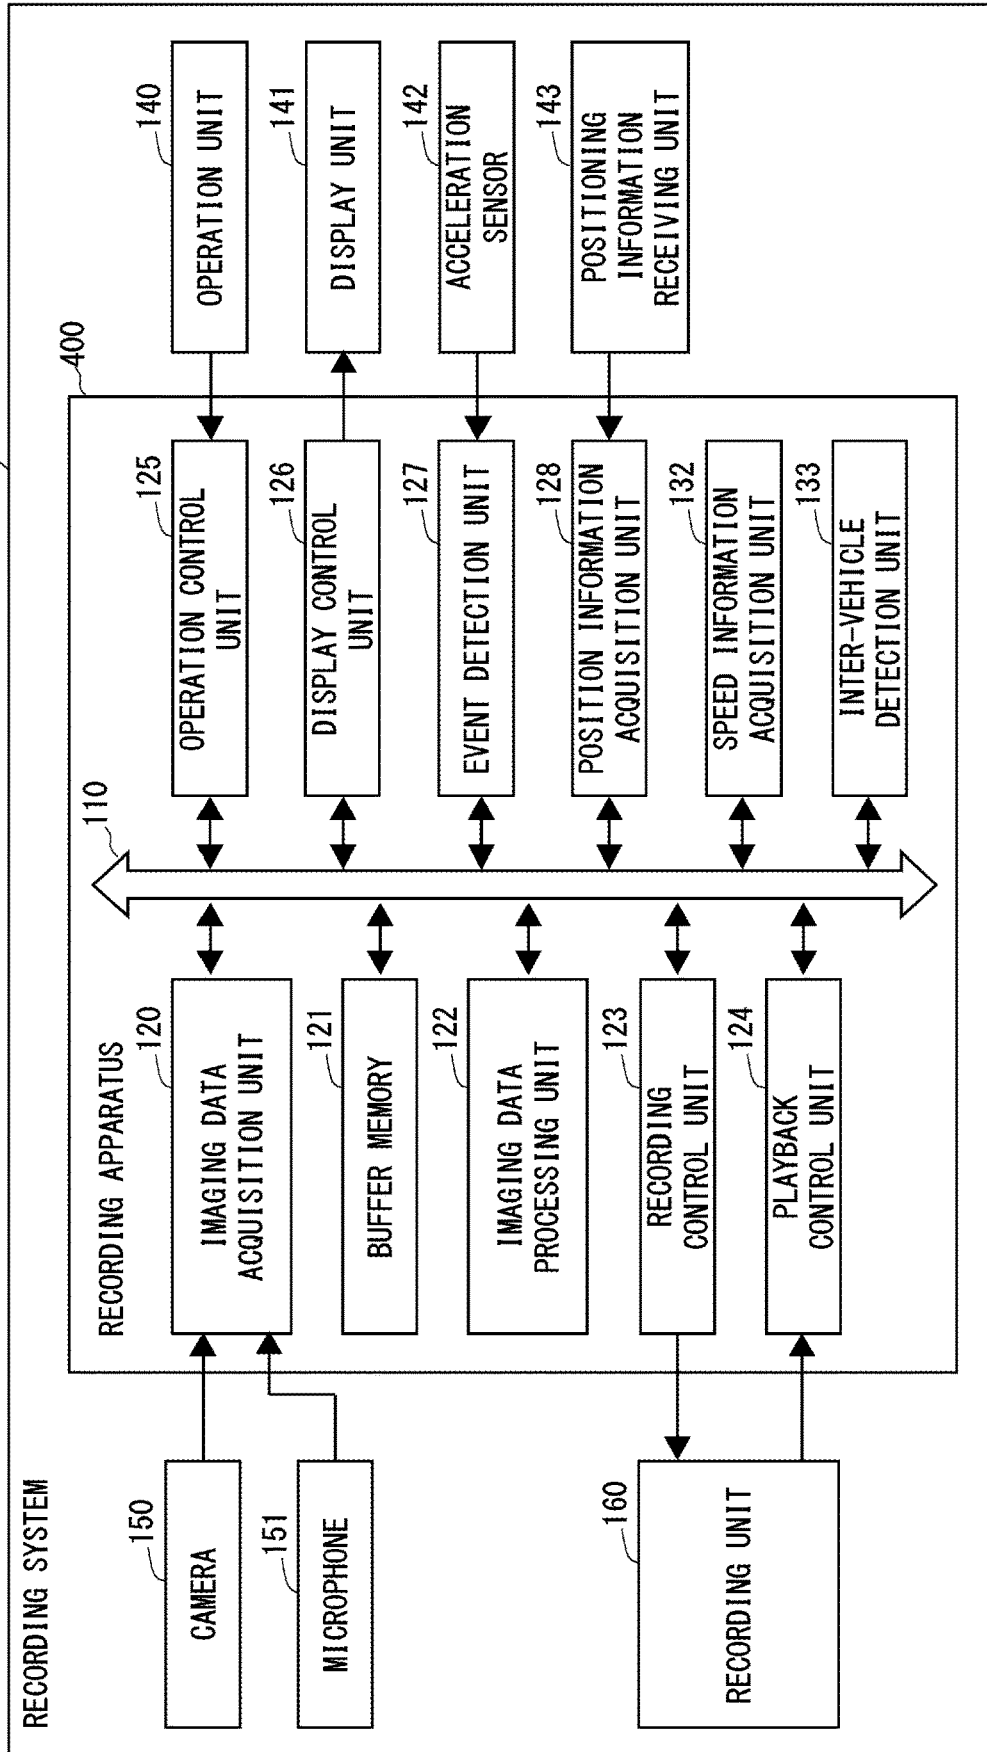 RECORDING SYSTEM
150
CAMERA
151
MICROPHONE
160
RECORDING UNIT
400
RECORDING APPARATUS
120
IMAGING DATA
ACQUISITION UNIT
121
BUFFER MEMORY
122
IMAGING DATA
PROCESSING UNIT
123
RECORDING
CONTROL UNIT
124
PLAYBACK
CONTROL UNIT
110
125
OPERATION CONTROL
UNIT
126
DISPLAY CONTROL
UNIT
127
EVENT DETECTION UNIT
128
POSITION INFORMATION
ACQUISITION UNIT
132
SPEED INFORMATION
ACQUISITION UNIT
133
INTER-VEHICLE
DETECTION UNIT
140
OPERATION UNIT
141
DISPLAY UNIT
142
ACCELERATION
SENSOR
143
POSITIONING
INFORMATION
RECEIVING UNIT